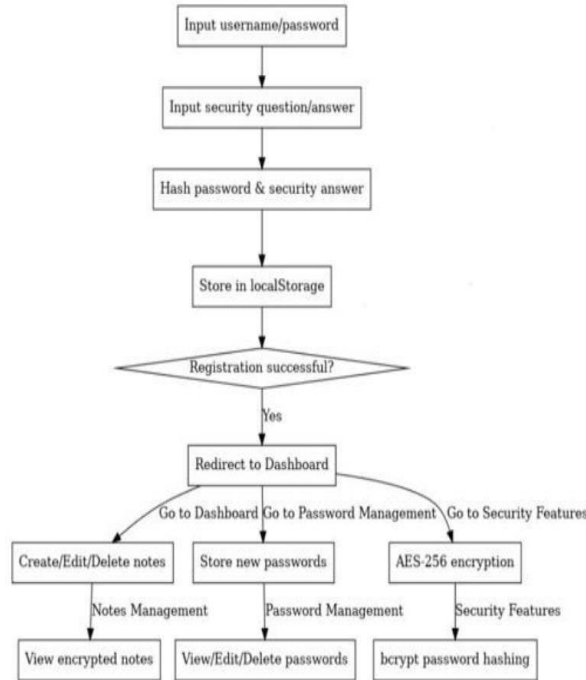 Input username/password
Input security question/answer
Hash password & security answer
Store in localStorage
Registration successful?
Yes
Redirect to Dashboard
Go to Dashboard Go to Password Management Go to Security Features
Create/Edit/Delete notes Store new passwords AES-256 encryption
Notes Management Password Management Security Features
View encrypted notes View/Edit/Delete passwords bcrypt password hashing